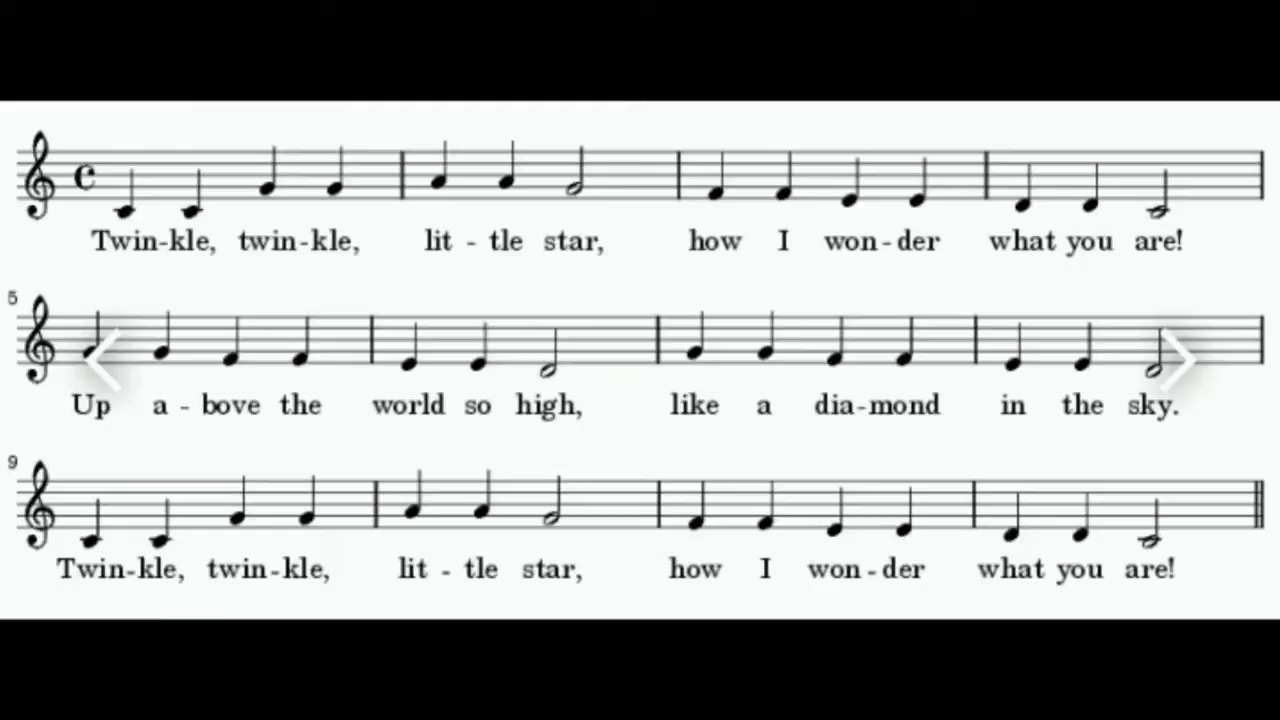 Twin-kle, twin-kle, lit - tle star, how I won-der what you are!
5
Up a - bove the world so high, like a dia-mond in the sky.
9
Twin-kle, twin-kle, lit - tle star, how I won-der what you are!